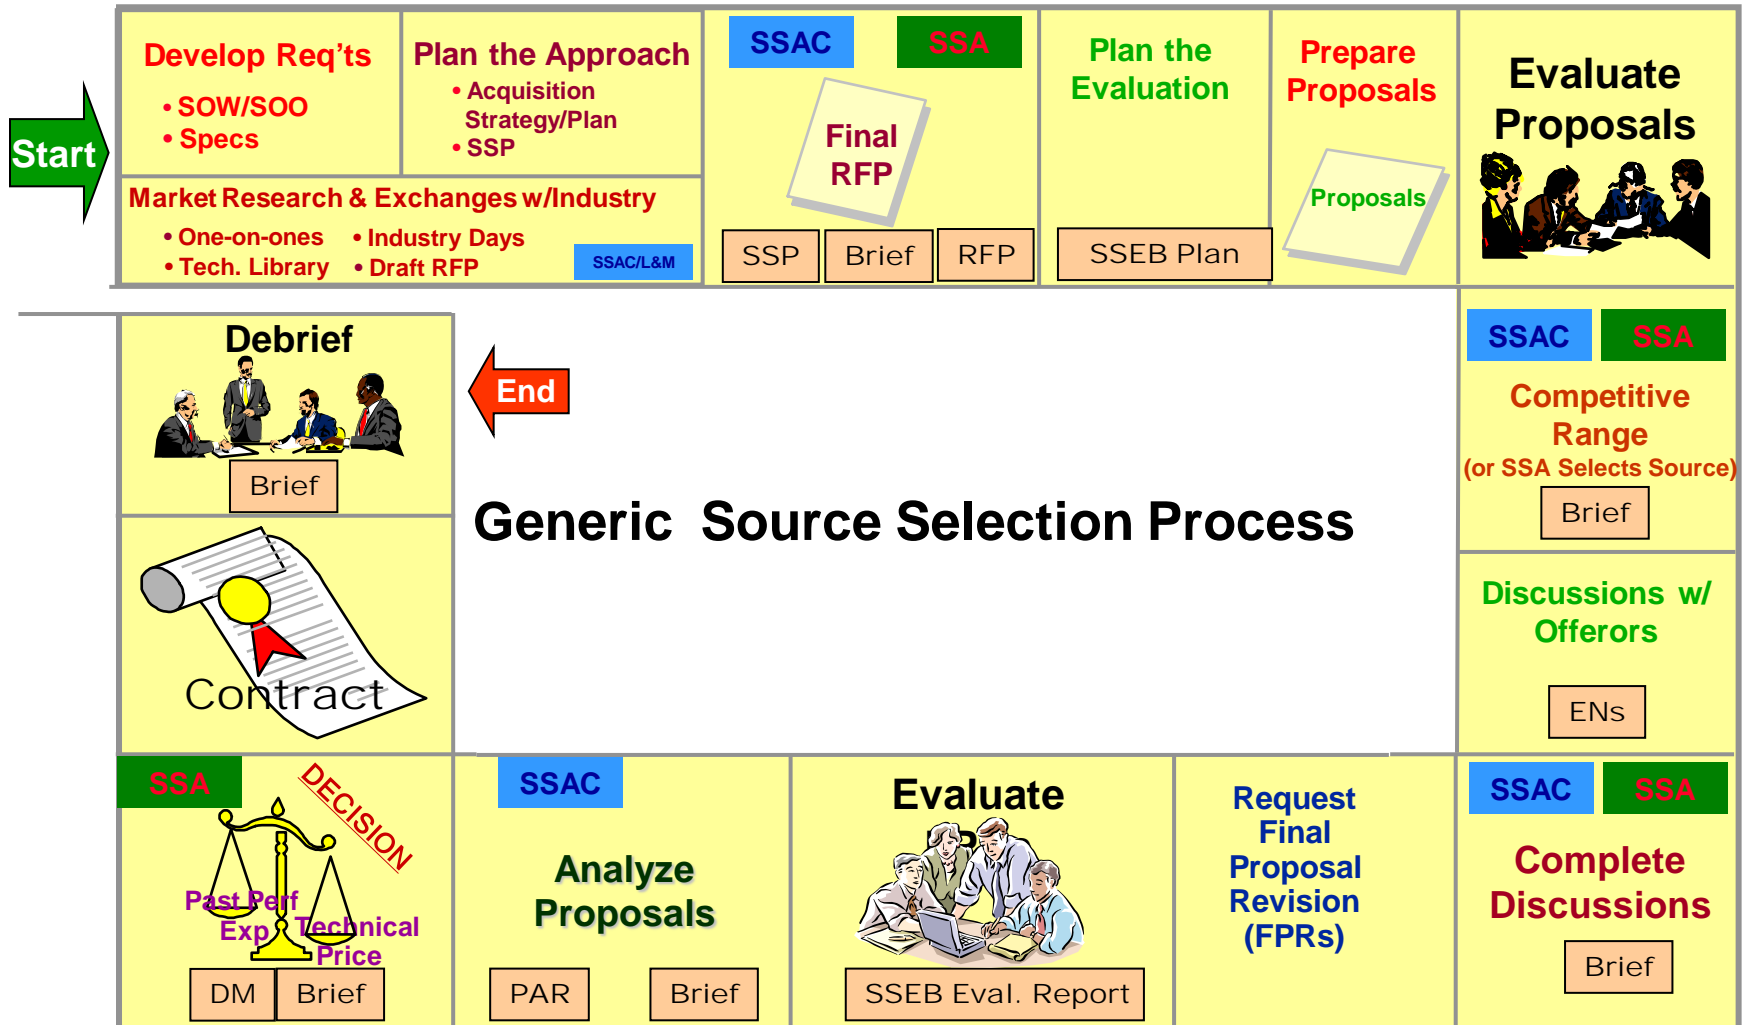 Start
Develop Req'ts
• SOW/SOO
• Specs
Plan the Approach
• Acquisition
Strategy/Plan
• SSP
Market Research & Exchanges w/Industry
• One-on-ones
• Tech. Library
• Industry Days
• Draft RFP
SSAC/L&M
SSAC
SSA
Final
RFP
SSP
Brief
RFP
Plan the
Evaluation
SSEB Plan
Prepare
Proposals
Proposals
Evaluate
Proposals
SSAC
SSA
Competitive
Range
(or SSA Selects Source)
Brief
Discussions w/
Offerors
ENs
SSAC
SSA
Complete
Discussions
Brief
Request
Final
Proposal
Revision
(FPRs)
Evaluate
SSEB Eval. Report
SSAC
Analyze
Proposals
PAR
Brief
SSA
DECISION
Past Perf
Exp
Technical
Price
DM
Brief
Contract
Debrief
Brief
End
Generic Source Selection Process